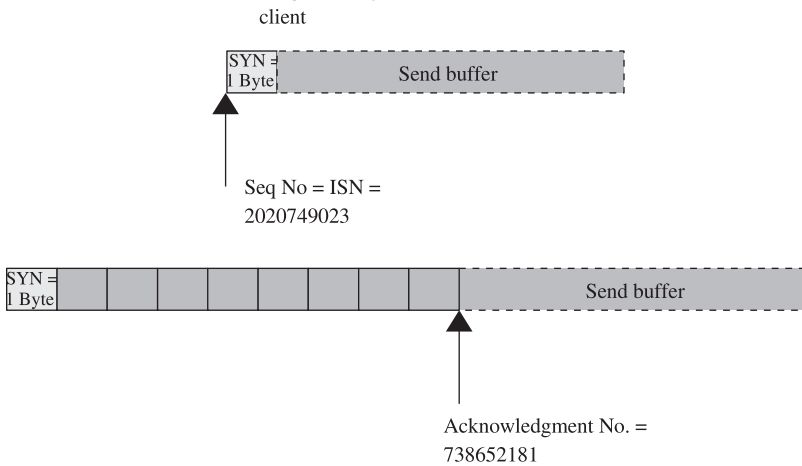 client
SYN =
1 Byte
Send buffer
Seq No = ISN =
2020749023
SYN =
1 Byte
Send buffer
Acknowledgment No. =
738652181